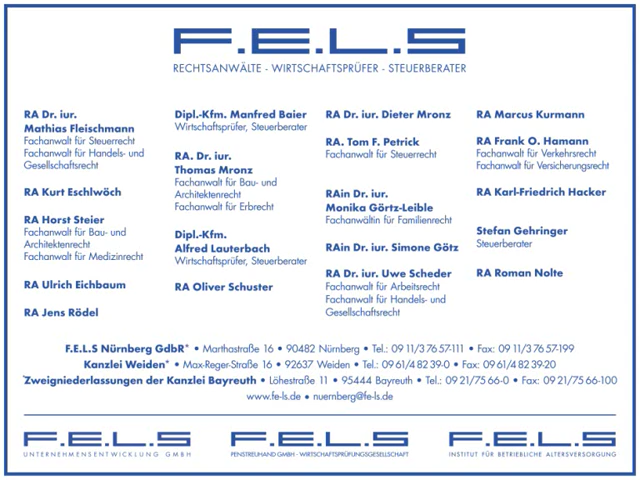 F.E.L.S
RECHTSANWÄLTE - WIRTSCHAFTSPRÜFER - STEUERBERATER
RA Dr. iur.
Mathias Fleischmann
Fachanwalt für Steuerrecht
Fachanwalt für Handels- und
Gesellschaftsrecht
RA Kurt Eschlwöch
RA Horst Steier
Fachanwalt für Bau- und
Architektenrecht
Fachanwalt für Medizinrecht
RA Ulrich Eichbaum
RA Jens Rödel
Dipl.-Kfm. Manfred Baier
Wirtschaftsprüfer, Steuerberater
RA. Dr. iur.
Thomas Mronz
Fachanwalt für Bau- und
Architektenrecht
Fachanwalt für Erbrecht
Dipl.-Kfm.
Alfred Lauterbach
Wirtschaftsprüfer, Steuerberater
RA Oliver Schuster
RA Dr. iur. Dieter Mronz
RA. Tom F. Petrick
Fachanwalt für Steuerrecht
RAin Dr. iur.
Monika Görtz-Leible
Fachanwältin für Familienrecht
RAin Dr. iur. Simone Götz
RA Dr. iur. Uwe Scheder
Fachanwalt für Arbeitsrecht
Fachanwalt für Handels- und
Gesellschaftsrecht
RA Marcus Kurmann
RA Frank O. Hamann
Fachanwalt für Verkehrsrecht
Fachanwalt für Versicherungsrecht
RA Karl-Friedrich Hacker
Stefan Gehringer
Steuerberater
RA Roman Nolte
F.E.L.S Nürnberg GdbR* • Marthastraße 16 • 90482 Nürnberg • Tel.: 09 11/3 76 57-111 • Fax: 09 11/3 76 57-199
Kanzlei Weiden* • Max-Reger-Straße 16 • 92637 Weiden • Tel.: 09 61/4 82 39-0 • Fax: 09 61/4 82 39-20
*Zweigniederlassungen der Kanzlei Bayreuth • Löhestraße 11 • 95444 Bayreuth • Tel.: 09 21/75 66-0 • Fax: 09 21/75 66-100
www.fe-ls.de • nuernberg@fe-ls.de
F.E.L.S F.E.L.S F.E.L.S
UNTERNEHMENSENTWICKLUNG GMBH PENSTREUHAND GMBH - WIRTSCHAFTSPRÜFUNGSGESELLSCHAFT INSTITUT FÜR BETRIEBLICHE ALTERSVERSORGUNG